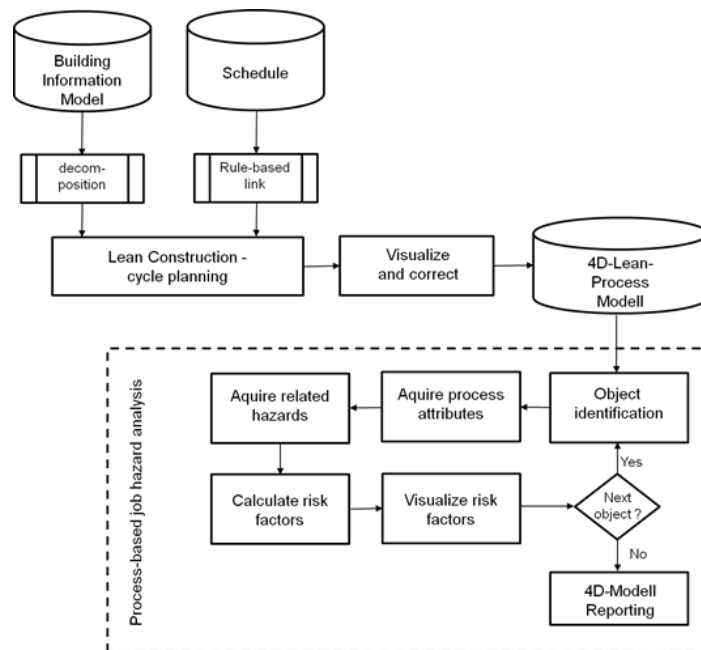 Building
Information
Model
Schedule
decom-
position
Rule-based
link
Lean Construction -
cycle planning
Visualize
and correct
4D-Lean-
Process
Modell
Process-based job hazard analysis
Aquire related
hazards
Aquire process
attributes
Object
identification
Yes
Calculate risk
factors
Visualize risk
factors
Next
object ?
No
4D-Modell
Reporting